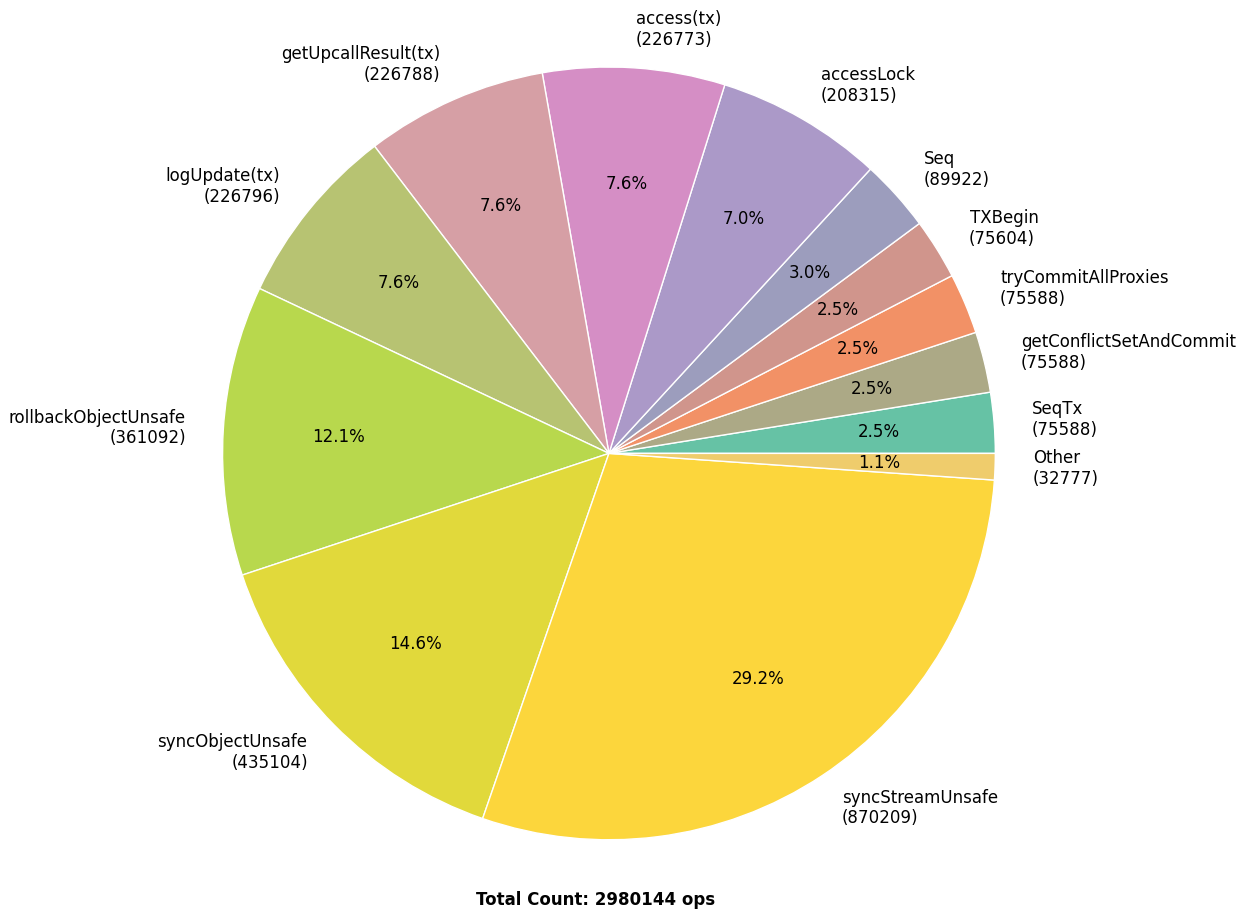 access(tx)
(226773)
getUpcallResult(tx)
(226788)
accessLock
(208315)
Seq
(89922)
logUpdate(tx)
(226796)
TXBegin
(75604)
tryCommitAllProxies
(75588)
getConflictSetAndCommit
(75588)
SeqTx
(75588)
Other
(32777)
rollbackObjectUnsafe
(361092)
syncObjectUnsafe
(435104)
syncStreamUnsafe
(870209)
7.6%
7.6%
7.0%
3.0%
7.6%
2.5%
2.5%
2.5%
2.5%
1.1%
12.1%
14.6%
29.2%
Total Count: 2980144 ops